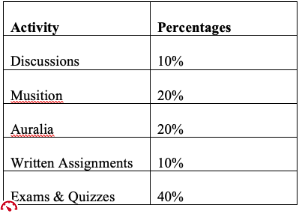 Activity Percentages
Discussions 10%
Musition 20%
Auralia 20%
Written Assignments 10%
Exams & Quizzes 40%